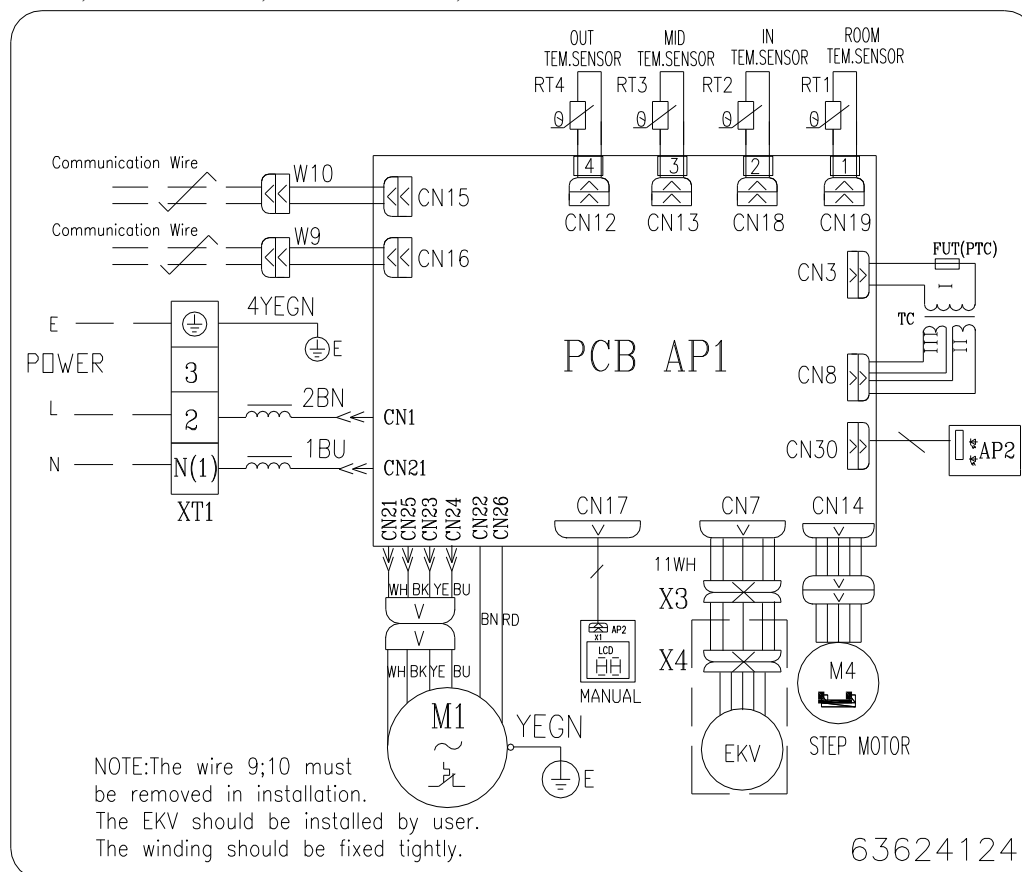 OUT
TEM.SENSOR
MID
TEM.SENSOR
IN
TEM.SENSOR
ROOM
TEM.SENSOR
RT4
RT3
RT2
RT1
θ
θ
θ
θ
4
3
2
1
CN12
CN13
CN18
CN19
Communication Wire
W10
CN15
Communication Wire
W9
CN16
CN3
FUT(PTC)
I
TC
III
II
CN8
4YEGN
E
E
POWER
3
PCB AP1
L
2
2BN
CN1
N
N(1)
1BU
CN21
XT1
CN30
AP2
CN21
CN25
CN23
CN24
CN22
CN26
CN17
CN7
CN14
WH
BK
YE
BU
BN
RD
V
V
WH
BK
YE
BU
11WH
X3
X4
AP2
X1
LCD
MANUAL
M1
YEGN
E
EKV
M4
STEP MOTOR
NOTE:The wire 9;10 must
be removed in installation.
The EKV should be installed by user.
The winding should be fixed tightly.
63624124